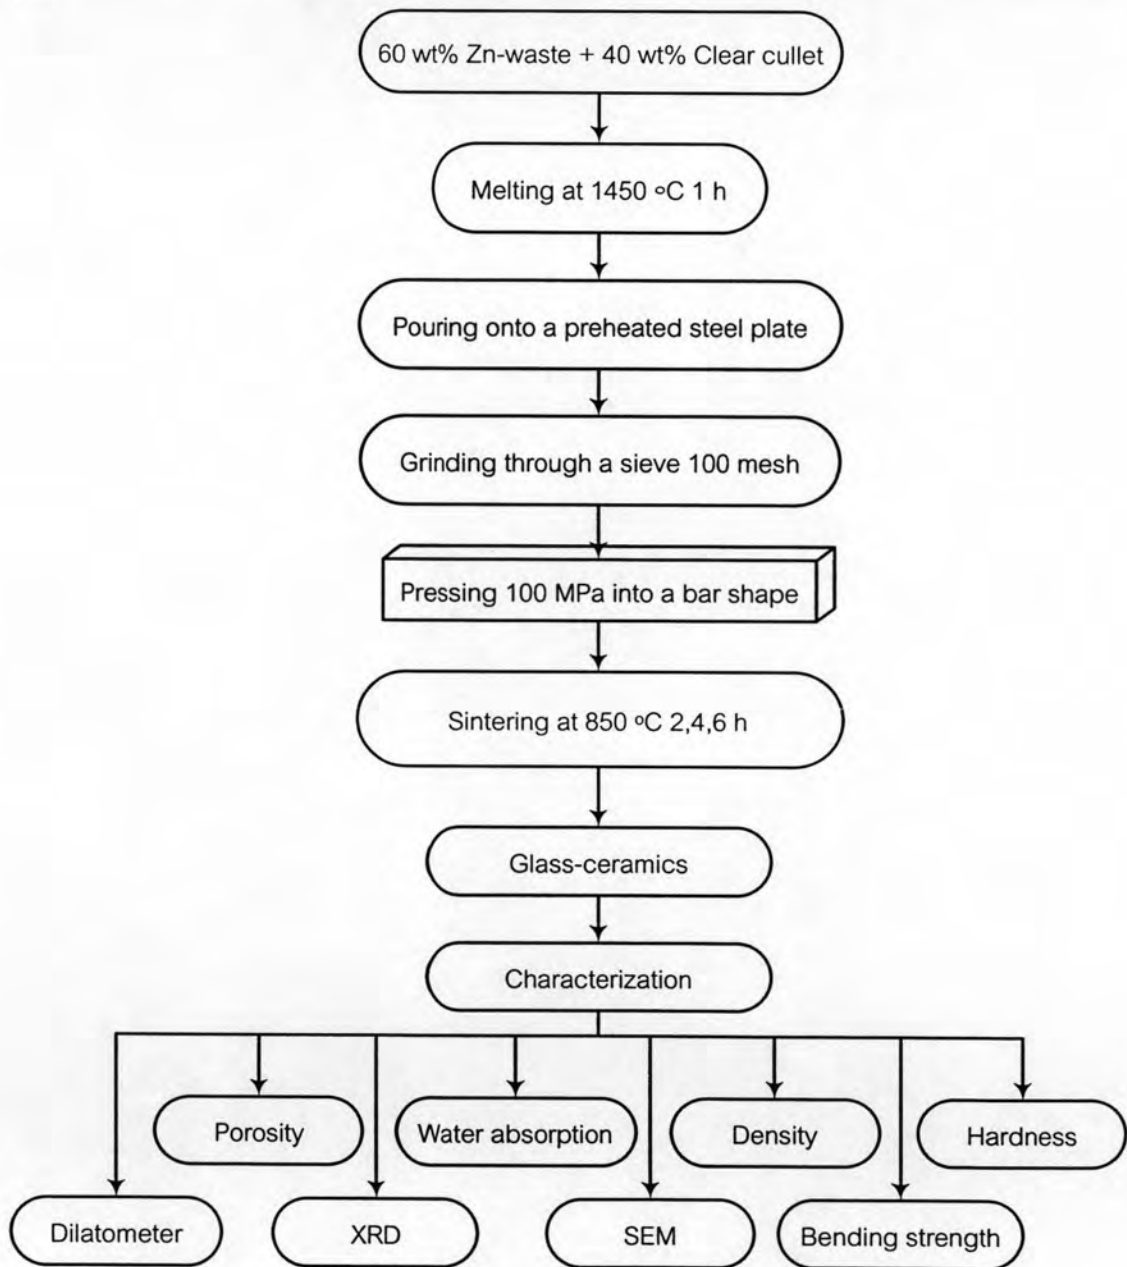 60 wt% Zn-waste + 40 wt% Clear cullet
Melting at 1450 ºC 1 h
Pouring onto a preheated steel plate
Grinding through a sieve 100 mesh
Pressing 100 MPa into a bar shape
Sintering at 850 ºC 2,4,6 h
Glass-ceramics
Characterization
Porosity
Water absorption
Density
Hardness
Dilatometer
XRD
SEM
Bending strength